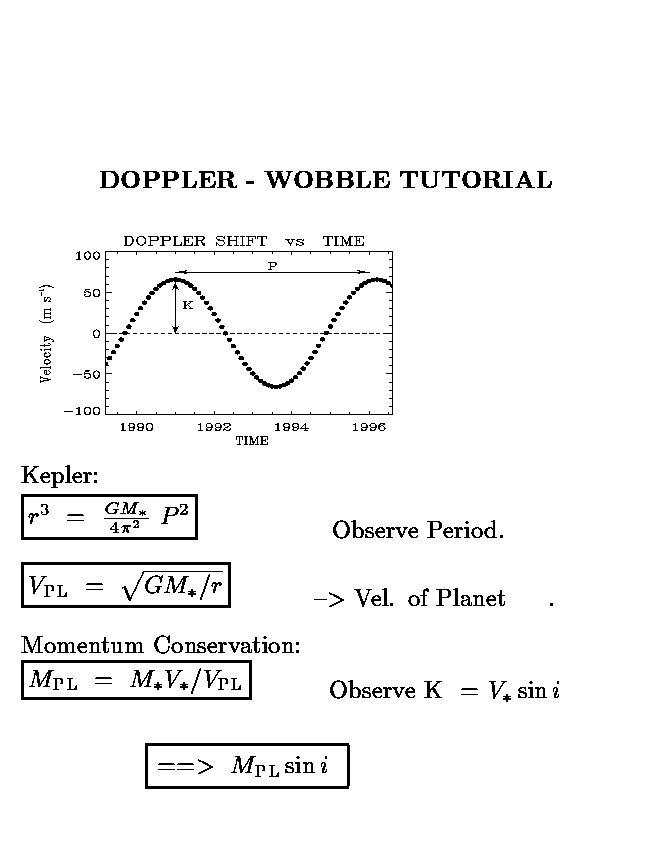 DOPPLER - WOBBLE TUTORIAL
DOPPLER SHIFT vs TIME
Velocity (m s⁻¹)
100
50
0
−50
−100
P
K
1990 1992 1994 1996
TIME
Kepler:
r³ = GM*/4π² P²
Observe Period.
V_PL = √GM*/r
–> Vel. of Planet .
Momentum Conservation:
M_PL = M*V*/V_PL
Observe K = V* sin i
==> M_PL sin i